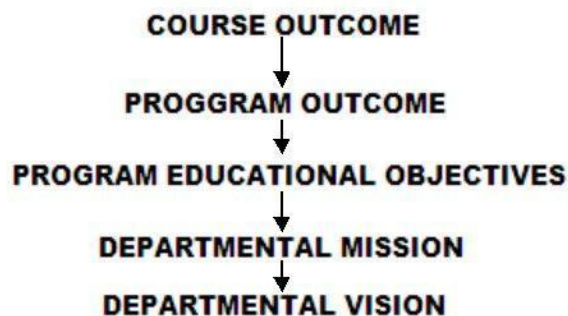 COURSE OUTCOME
PROGGRAM OUTCOME
PROGRAM EDUCATIONAL OBJECTIVES
DEPARTMENTAL MISSION
DEPARTMENTAL VISION